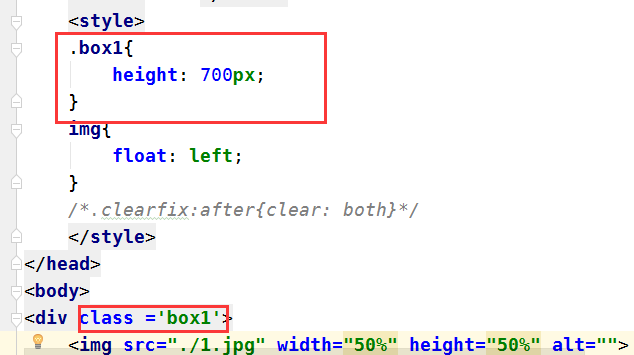 <style>
.box1{
height: 700px;
}
img{
float: left;
}
/*.clearfix:after{clear: both}*/
</style>
</head>
<body>
<div class ='box1'>
<img src="./1.jpg" width="50%" height="50%" alt="">